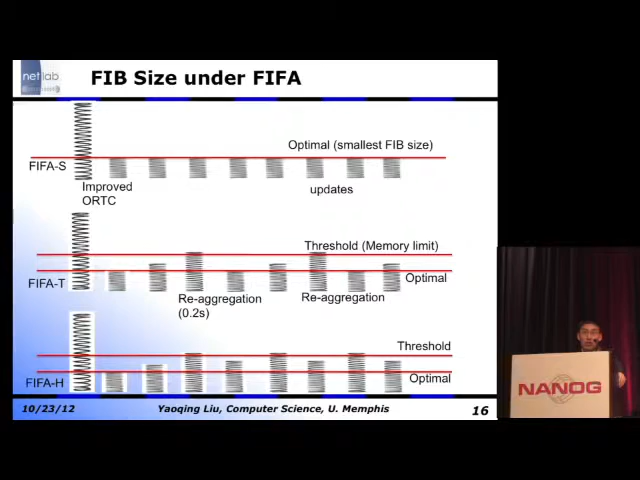 netlab
FIB Size under FIFA
Optimal (smallest FIB size)
FIFA-S
Improved
ORTC
updates
Threshold (Memory limit)
Optimal
FIFA-T
Re-aggregation
(0.2s)
Re-aggregation
Threshold
Optimal
FIFA-H
10/23/12
Yaoqing Liu, Computer Science, U. Memphis
16
NANOG